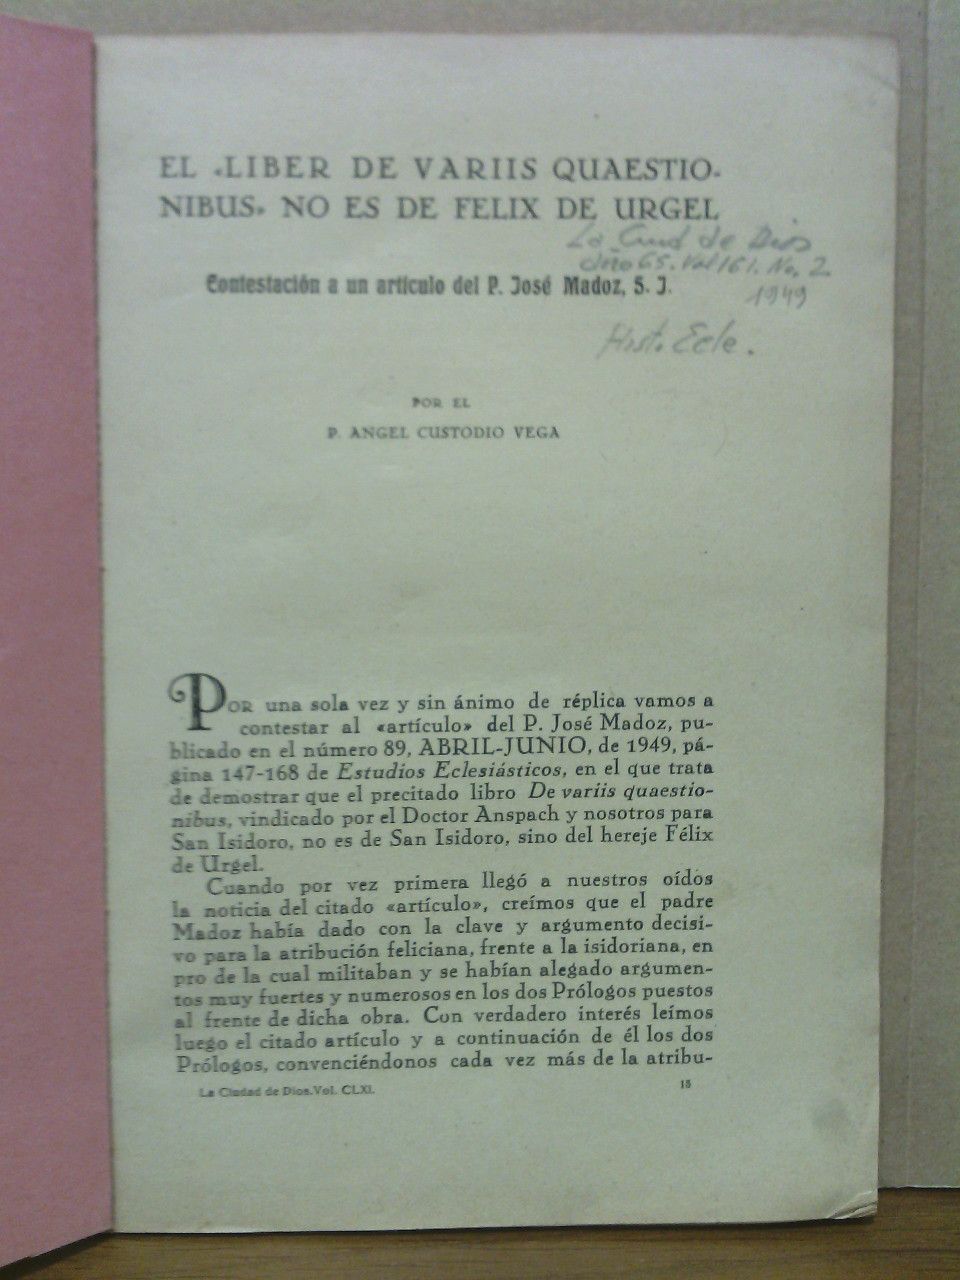 EL «LIBER DE VARIIS QUAESTIO-
NIBUS» NO ES DE FELIX DE URGEL
La Ciud de Dios
año 65. Vol 161. No. 2
1949
Contestación a un artículo del P. José Madoz, S. J.
Hist. Ecle.
POR EL
P. ANGEL CUSTODIO VEGA
POR una sola vez y sin ánimo de réplica vamos a
contestar al «artículo» del P. José Madoz, pu-
blicado en el número 89, ABRIL-JUNIO, de 1949, pá-
gina 147-168 de Estudios Eclesiásticos, en el que trata
de demostrar que el precitado libro De variis quaestio-
nibus, vindicado por el Doctor Anspach y nosotros para
San Isidoro, no es de San Isidoro, sino del hereje Félix
de Urgel.
Cuando por vez primera llegó a nuestros oídos
la noticia del citado «artículo», creímos que el padre
Madoz había dado con la clave y argumento decisi-
vo para la atribución feliciana, frente a la isidoriana, en
pro de la cual militaban y se habían alegado argumen-
tos muy fuertes y numerosos en los dos Prólogos puestos
al frente de dicha obra. Con verdadero interés leímos
luego el citado artículo y a continuación de él los dos
Prólogos, convenciéndonos cada vez más de la atribu-
La Ciudad de Dios. Vol. CLXI.
15